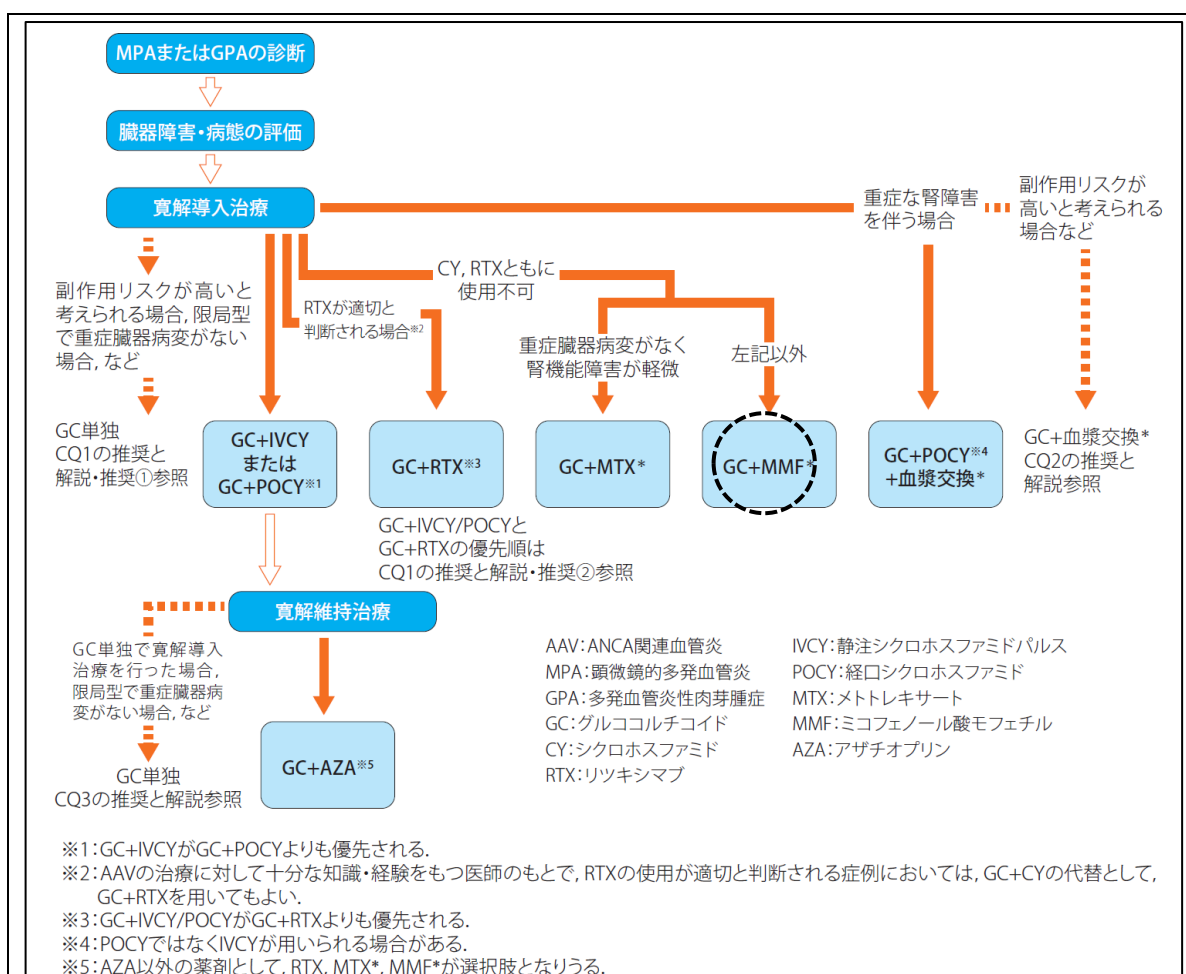 MPAまたはGPAの診断
臓器障害・病態の評価
寛解導入治療
重症な腎障害
を伴う場合
副作用リスクが
高いと考えられる
場合など
副作用リスクが高いと
考えられる場合, 限局型
で重症臓器病変がない
場合, など
RTXが適切と
判断される場合※2
CY, RTXともに
使用不可
重症臓器病変がなく
腎機能障害が軽微
左記以外
GC単独
CQ1の推奨と
解説・推奨①参照
GC+IVCY
または
GC+POCY※1
GC+RTX※3
GC+MTX*
GC+MMF*
GC+POCY※4
+血漿交換*
GC+血漿交換*
CQ2の推奨と
解説参照
GC+IVCY/POCYと
GC+RTXの優先順は
CQ1の推奨と解説・推奨②参照
寛解維持治療
GC単独で寛解導入
治療を行った場合,
限局型で重症臓器病
変がない場合, など
GC+AZA※5
GC単独
CQ3の推奨と解説参照
AAV:ANCA関連血管炎
MPA:顕微鏡的多発血管炎
GPA:多発血管炎性肉芽腫症
GC:グルココルチコイド
CY:シクロホスファミド
RTX:リツキシマブ
IVCY:静注シクロホスファミドパルス
POCY:経口シクロホスファミド
MTX:メトトレキサート
MMF:ミコフェノール酸モフェチル
AZA:アザチオプリン
※1:GC+IVCYがGC+POCYよりも優先される.
※2:AAVの治療に対して十分な知識・経験をもつ医師のもとで, RTXの使用が適切と判断される症例においては, GC+CYの代替として,
GC+RTXを用いてもよい.
※3:GC+IVCY/POCYがGC+RTXよりも優先される.
※4:POCYではなくIVCYが用いられる場合がある.
※5:AZA以外の薬剤として, RTX, MTX*, MMF*が選択肢となりうる.